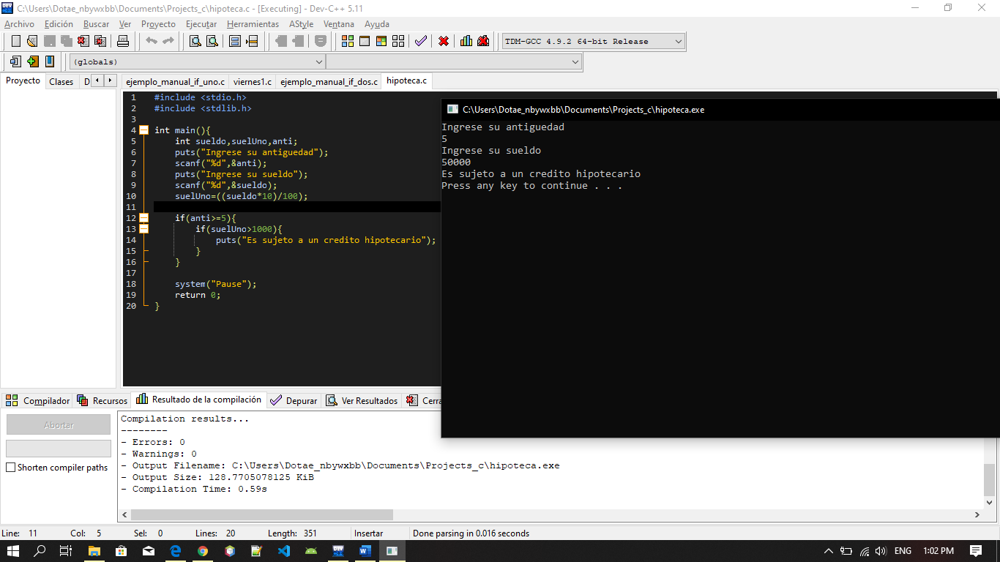 C:\Users\Dotae_nbywxbb\Documents\Projects_c\hipoteca.c - [Executing] - Dev-C++ 5.11
Archivo Edición Buscar Ver Proyecto Ejecutar Herramientas AStyle Ventana Ayuda
TDM-GCC 4.9.2 64-bit Release
(globals)
Proyecto Clases D
ejemplo_manual_if_uno.c viernes1.c ejemplo_manual_if_dos.c hipoteca.c
1 #include <stdio.h>
2 #include <stdlib.h>
3
4 int main(){
5 int sueldo,suelUno,anti;
6 puts("Ingrese su antiguedad");
7 scanf("%d",&anti);
8 puts("Ingrese su sueldo");
9 scanf("%d",&sueldo);
10 suelUno=((sueldo*10)/100);
11
12 if(anti>=5){
13 if(suelUno>1000){
14 puts("Es sujeto a un credito hipotecario");
15 }
16 }
17
18 system("Pause");
19 return 0;
20 }
C:\Users\Dotae_nbywxbb\Documents\Projects_c\hipoteca.exe
Ingrese su antiguedad
5
Ingrese su sueldo
50000
Es sujeto a un credito hipotecario
Press any key to continue . . .
Compilador Recursos Resultado de la compilación Depurar Ver Resultados Cerra
Abortar
Shorten compiler paths
Compilation results...
--------
- Errors: 0
- Warnings: 0
- Output Filename: C:\Users\Dotae_nbywxbb\Documents\Projects_c\hipoteca.exe
- Output Size: 128.7705078125 KiB
- Compilation Time: 0.59s
Line: 11 Col: 5 Sel: 0 Lines: 20 Length: 351 Insertar Done parsing in 0.016 seconds
ENG 1:02 PM